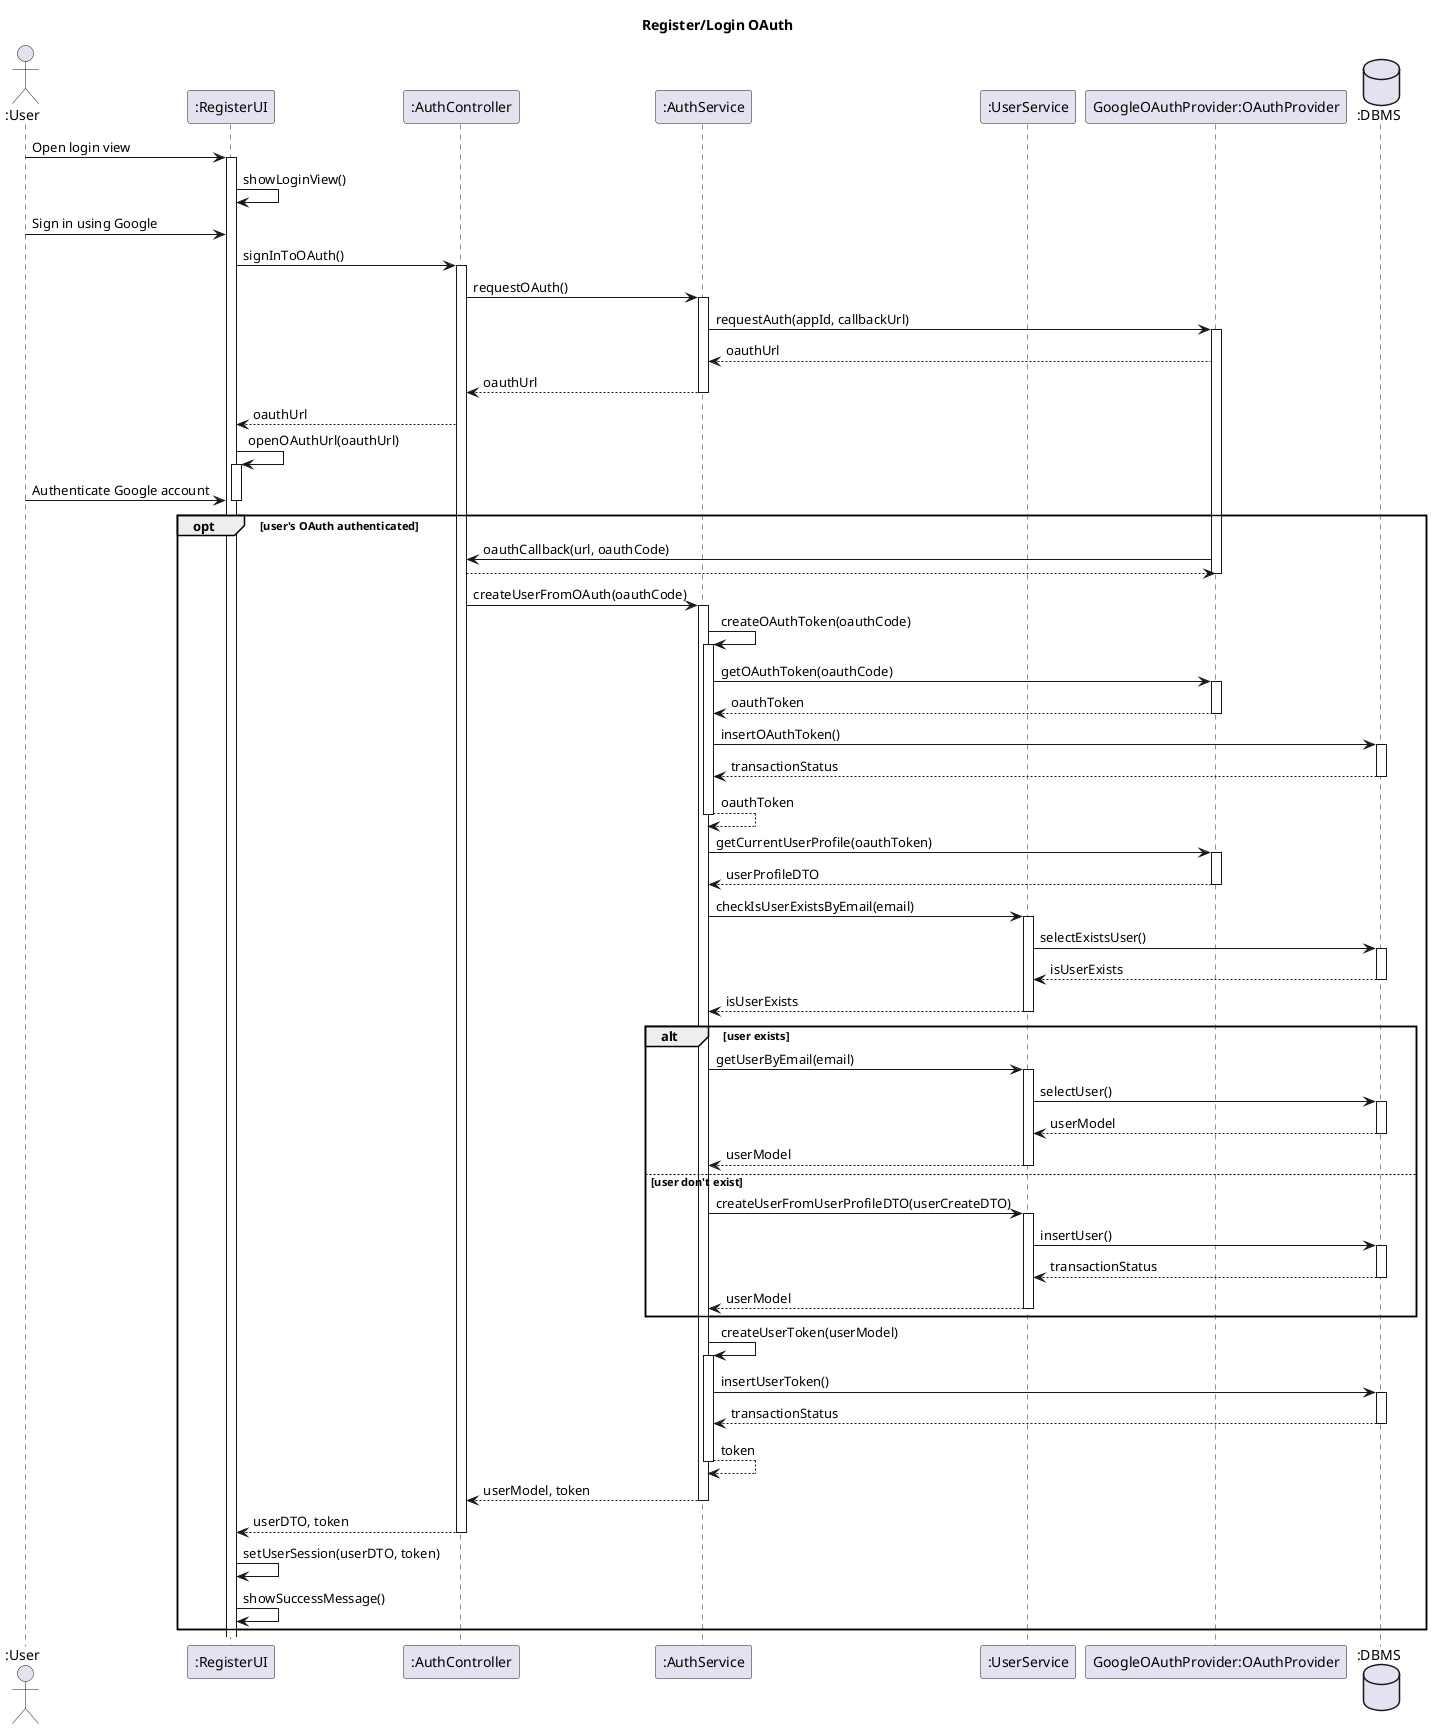 Register/Login OAuth
:User
:RegisterUI
:AuthController
:AuthService
:UserService
GoogleOAuthProvider:OAuthProvider
:DBMS
Open login view
showLoginView()
Sign in using Google
signInToOAuth()
requestOAuth()
requestAuth(appId, callbackUrl)
oauthUrl
oauthUrl
oauthUrl
openOAuthUrl(oauthUrl)
Authenticate Google account
opt [user's OAuth authenticated]
oauthCallback(url, oauthCode)
createUserFromOAuth(oauthCode)
createOAuthToken(oauthCode)
getOAuthToken(oauthCode)
oauthToken
insertOAuthToken()
transactionStatus
oauthToken
getCurrentUserProfile(oauthToken)
userProfileDTO
checkIsUserExistsByEmail(email)
selectExistsUser()
isUserExists
isUserExists
alt [user exists]
getUserByEmail(email)
selectUser()
userModel
userModel
[user don't exist]
createUserFromUserProfileDTO(userCreateDTO)
insertUser()
transactionStatus
userModel
createUserToken(userModel)
insertUserToken()
transactionStatus
token
userModel, token
userDTO, token
setUserSession(userDTO, token)
showSuccessMessage()
:User
:RegisterUI
:AuthController
:AuthService
:UserService
GoogleOAuthProvider:OAuthProvider
:DBMS